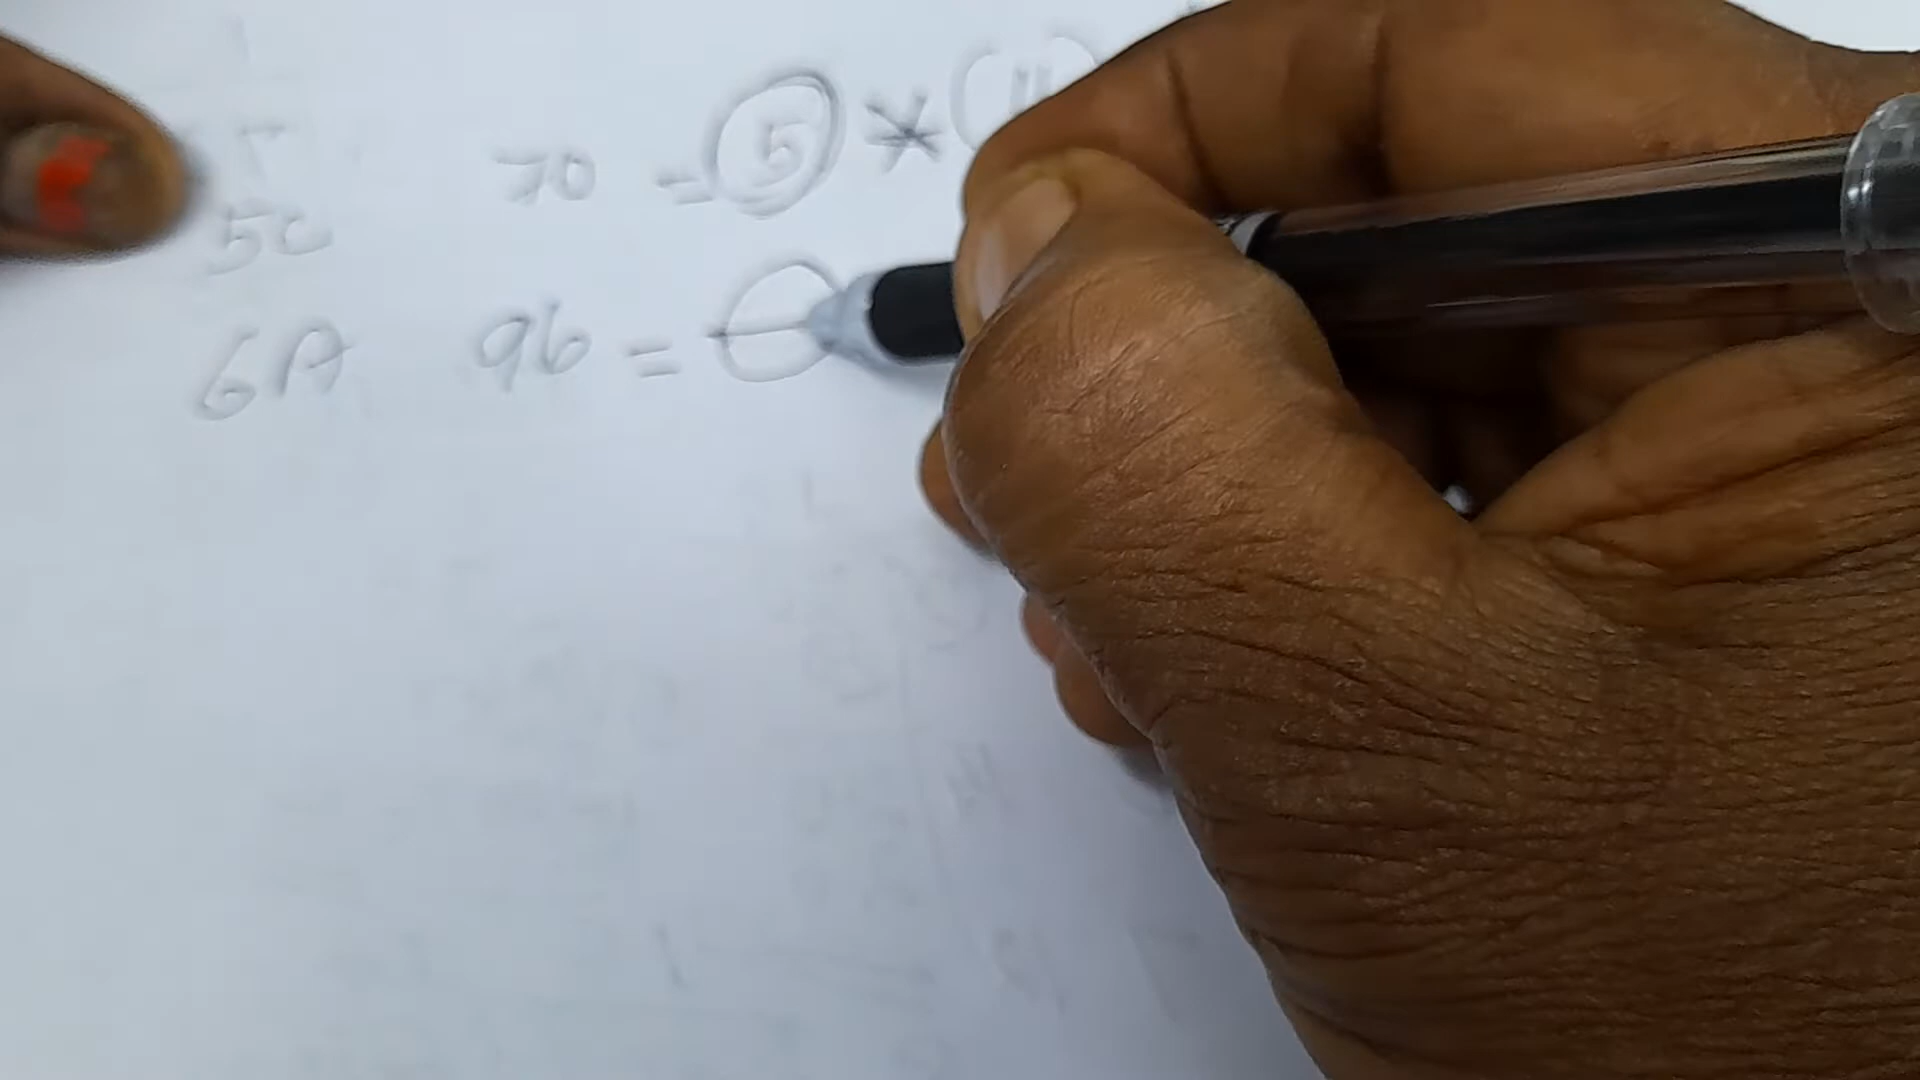 5C 70 = 5 *
6A 96 =